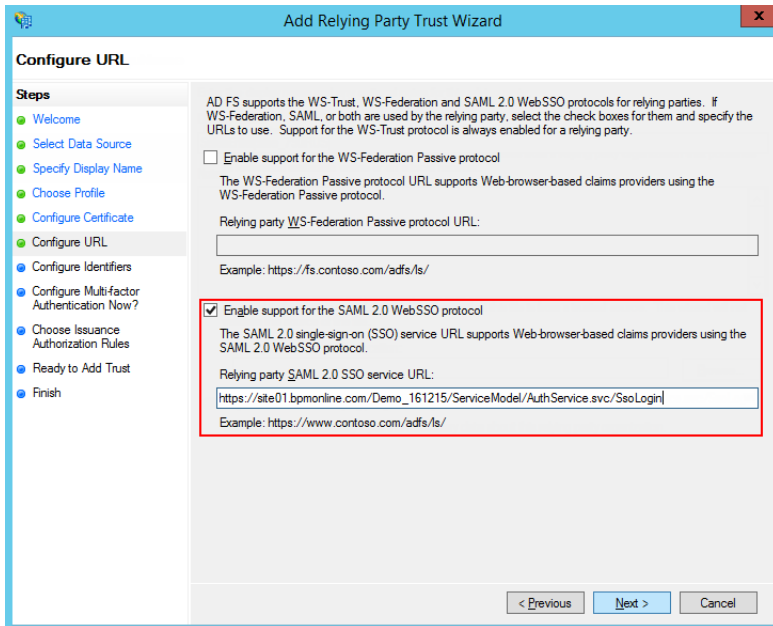 Add Relying Party Trust Wizard
x
Configure URL
Steps
Welcome
Select Data Source
Specify Display Name
Choose Profile
Configure Certificate
Configure URL
Configure Identifiers
Configure Multi-factor
Authentication Now?
Choose Issuance
Authorization Rules
Ready to Add Trust
Finish
AD FS supports the WS-Trust, WS-Federation and SAML 2.0 WebSSO protocols for relying parties. If
WS-Federation, SAML, or both are used by the relying party, select the check boxes for them and specify the
URLs to use. Support for the WS-Trust protocol is always enabled for a relying party.
Enable support for the WS-Federation Passive protocol
The WS-Federation Passive protocol URL supports Web-browser-based claims providers using the
WS-Federation Passive protocol.
Relying party WS-Federation Passive protocol URL:
Example: https://fs.contoso.com/adfs/ls/
Enable support for the SAML 2.0 WebSSO protocol
The SAML 2.0 single-sign-on (SSO) service URL supports Web-browser-based claims providers using the
SAML 2.0 WebSSO protocol.
Relying party SAML 2.0 SSO service URL:
https://site01.bpmonline.com/Demo_161215/ServiceModel/AuthService.svc/SsoLogin
Example: https://www.contoso.com/adfs/ls/
< Previous
Next >
Cancel